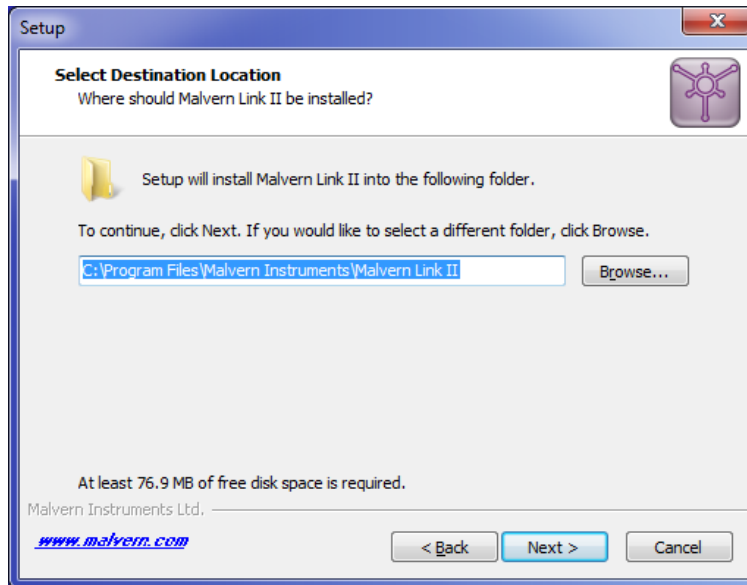 Setup
Select Destination Location
Where should Malvern Link II be installed?
Setup will install Malvern Link II into the following folder.
To continue, click Next. If you would like to select a different folder, click Browse.
C:\Program Files\Malvern Instruments\Malvern Link II
Browse...
At least 76.9 MB of free disk space is required.
Malvern Instruments Ltd.
www.malvern.com
< Back
Next >
Cancel